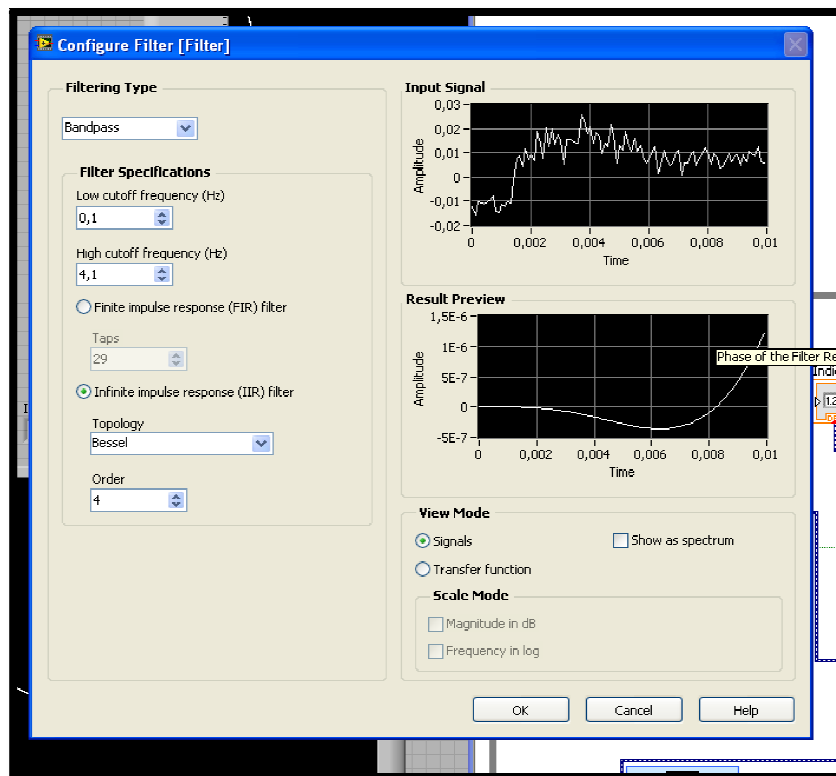 Configure Filter [Filter]
Filtering Type
Bandpass
Filter Specifications
Low cutoff frequency (Hz)
0,1
High cutoff frequency (Hz)
4,1
Finite impulse response (FIR) filter
Taps
29
Infinite impulse response (IIR) filter
Topology
Bessel
Order
4
Input Signal
0,03
0,02
0,01
0
-0,01
-0,02
Amplitude
0 0,002 0,004 0,006 0,008 0,01
Time
Result Preview
1,5E-6
1E-6
5E-7
0
-5E-7
Amplitude
0 0,002 0,004 0,006 0,008 0,01
Time
Phase of the Filter Re
View Mode
Signals
Show as spectrum
Transfer function
Scale Mode
Magnitude in dB
Frequency in log
OK Cancel Help